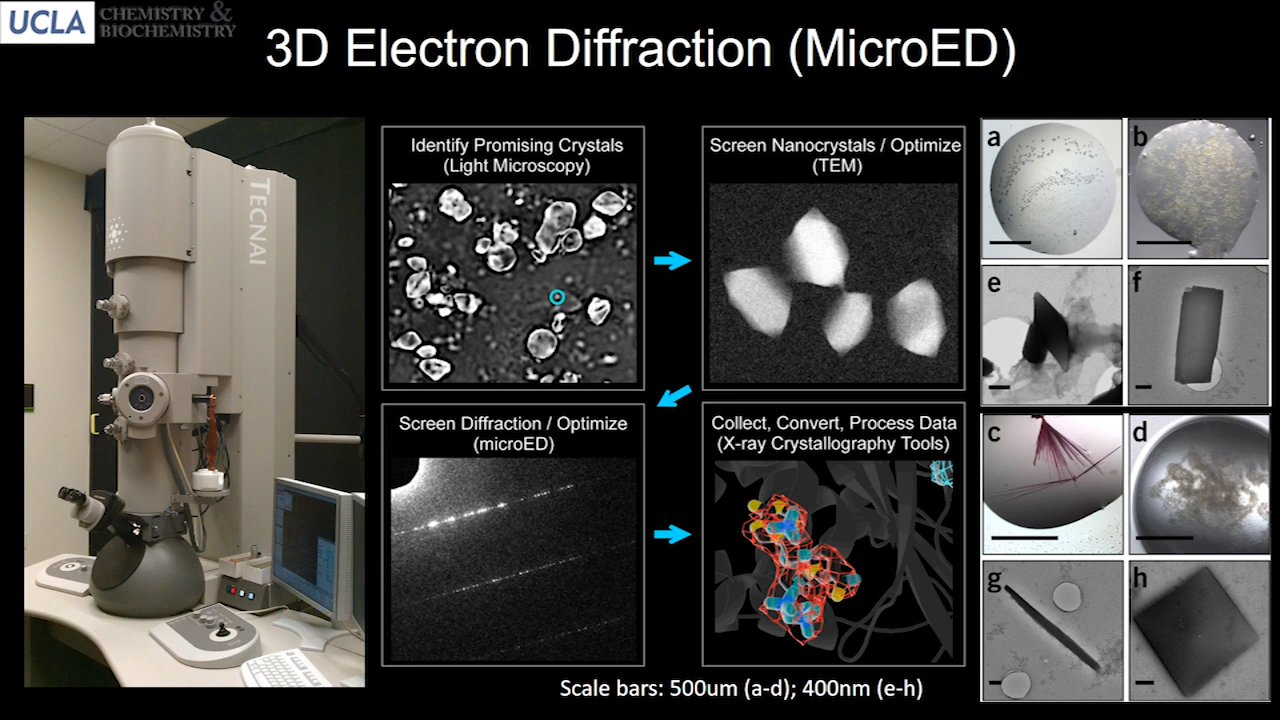 UCLA
CHEMISTRY &
BIOCHEMISTRY
3D Electron Diffraction (MicroED)
TECNAI
Identify Promising Crystals
(Light Microscopy)
Screen Nanocrystals / Optimize
(TEM)
Screen Diffraction / Optimize
(microED)
Collect, Convert, Process Data
(X-ray Crystallography Tools)
a
b
e
f
c
d
g
h
Scale bars: 500um (a-d); 400nm (e-h)